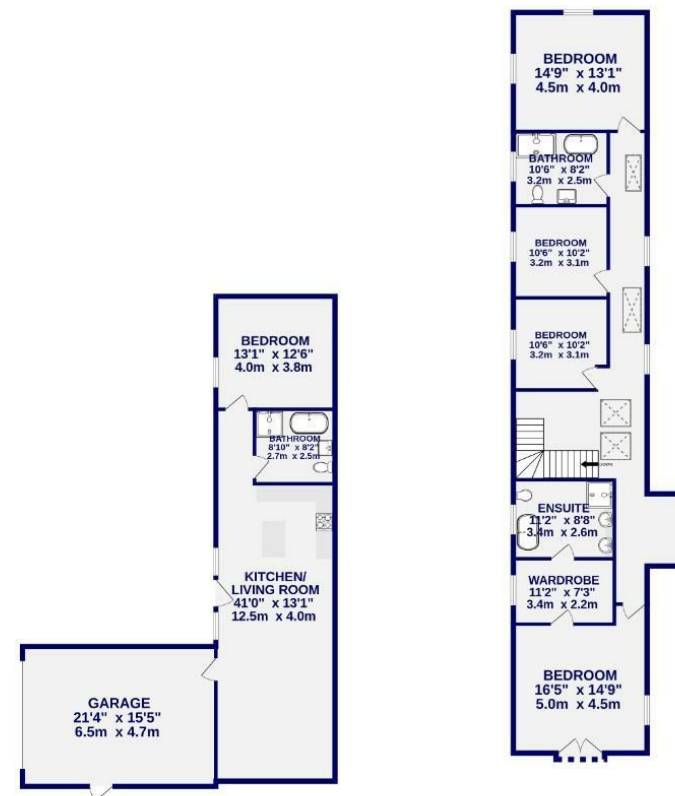 BEDROOM
14'9" x 13'1"
4.5m x 4.0m
BATHROOM
10'6" x 8'2"
3.2m x 2.5m
BEDROOM
10'6" x 10'2"
3.2m x 3.1m
BEDROOM
10'6" x 10'2"
3.2m x 3.1m
ENSUITE
11'2" x 8'8"
3.4m x 2.6m
WARDROBE
11'2" x 7'3"
3.4m x 2.2m
BEDROOM
16'5" x 14'9"
5.0m x 4.5m
BEDROOM
13'1" x 12'6"
4.0m x 3.8m
BATHROOM
8'10" x 8'2"
2.7m x 2.5m
KITCHEN/
LIVING ROOM
41'0" x 13'1"
12.5m x 4.0m
GARAGE
21'4" x 15'5"
6.5m x 4.7m